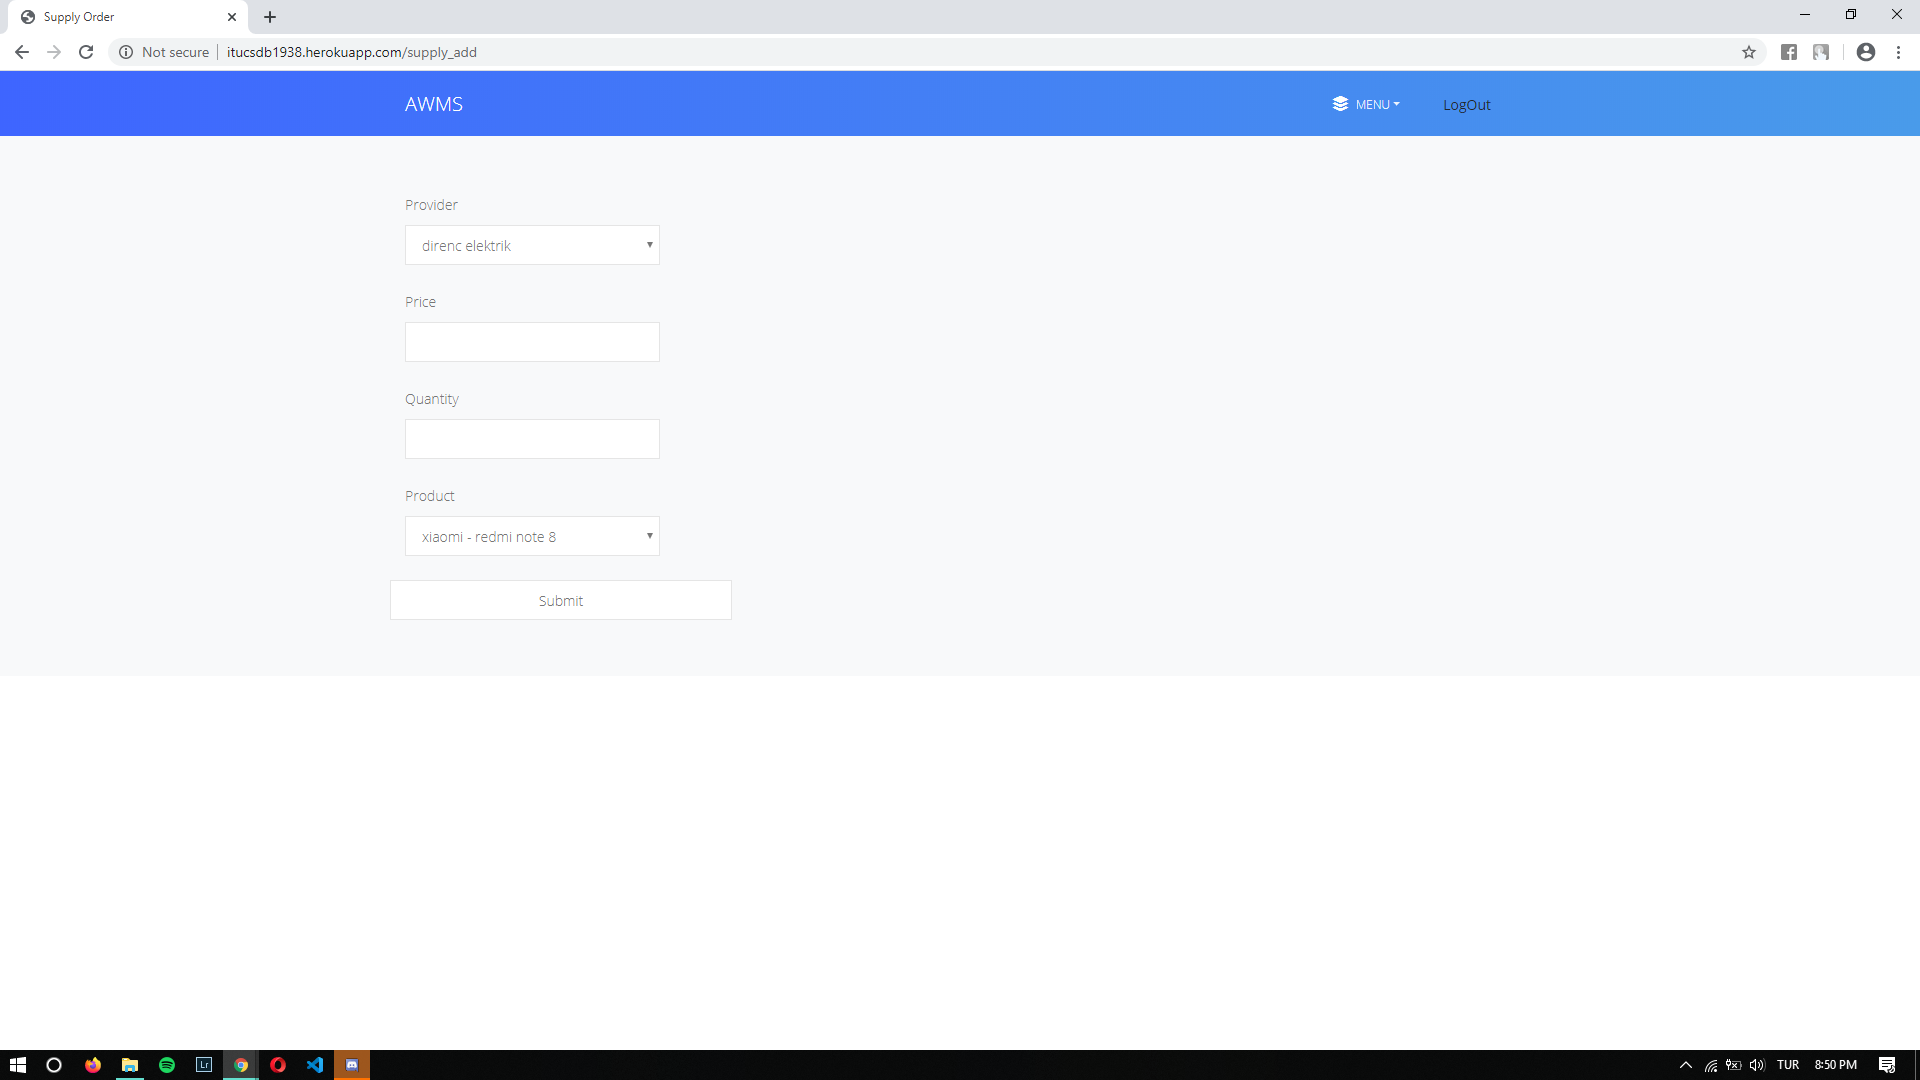 Supply Order
Not secure
itucsdb1938.herokuapp.com/supply_add
AWMS
MENU
LogOut
Provider
direnc elektrik
Price
Quantity
Product
xiaomi - redmi note 8
Submit
Lr
TUR
8:50 PM